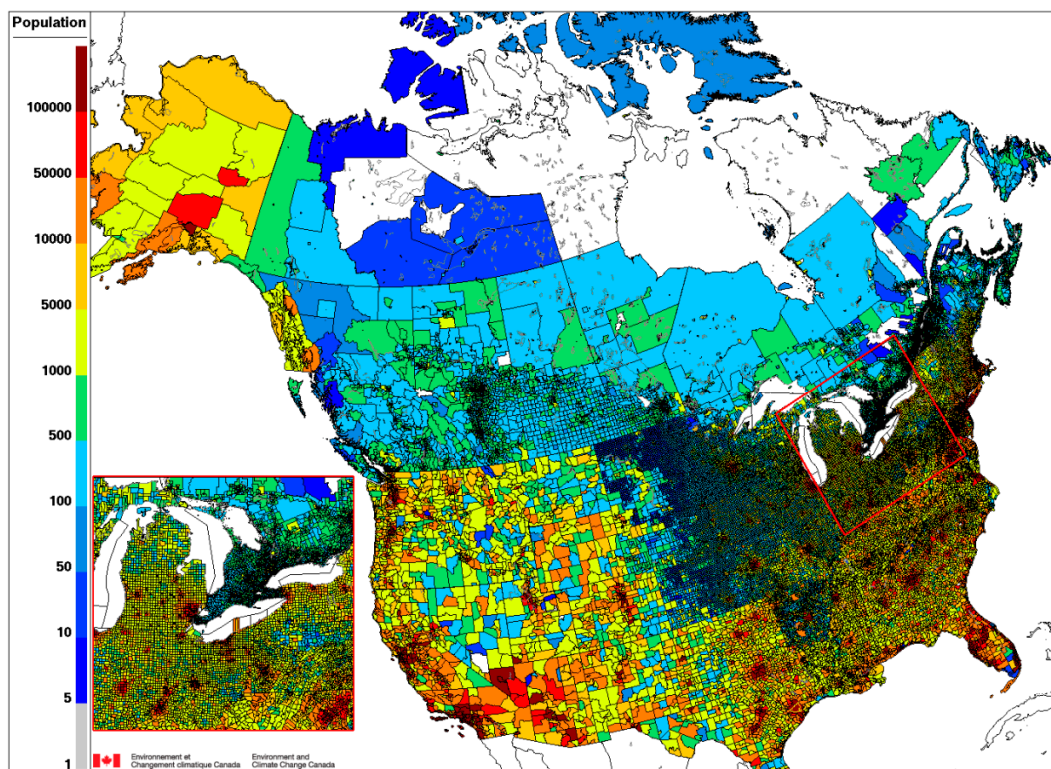 Population
100000
50000
10000
5000
1000
500
100
50
10
5
1
Environnement et
Changement climatique Canada
Environment and
Climate Change Canada